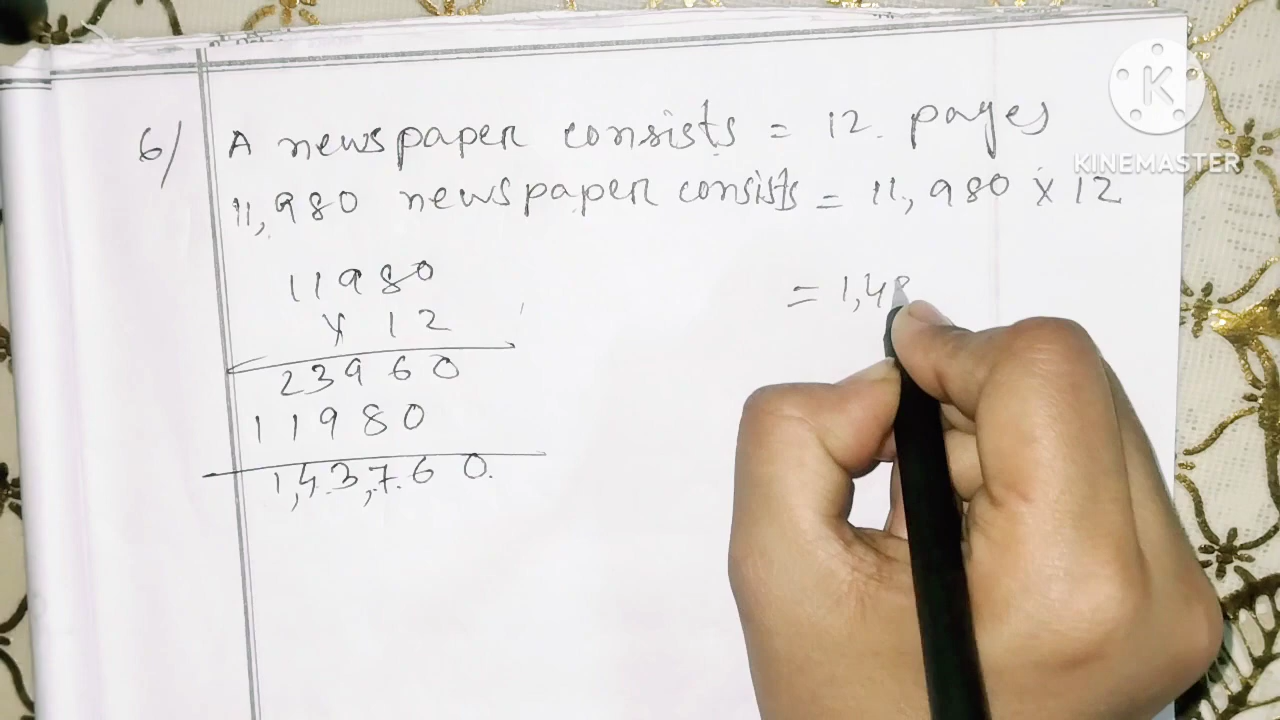 KINEMASTER
6/ A newspaper consists = 12. pages
11,980 newspaper consists = 11,980 x 12
11980
x 12
23960
11980
1,43,760.
= 1,4